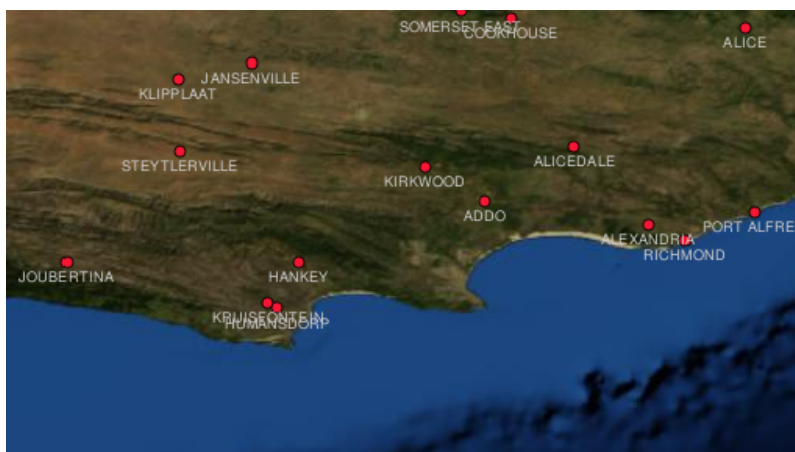 SOMERSET EAST
COOKHOUSE
ALICE
JANSENVILLE
KLIPPLAAT
STEYTLERVILLE
ALICEDALE
KIRKWOOD
ADDO
PORT ALFRE
ALEXANDRIA
RICHMOND
JOUBERTINA
HANKEY
KRUISFONTEIN
HUMANSDORP